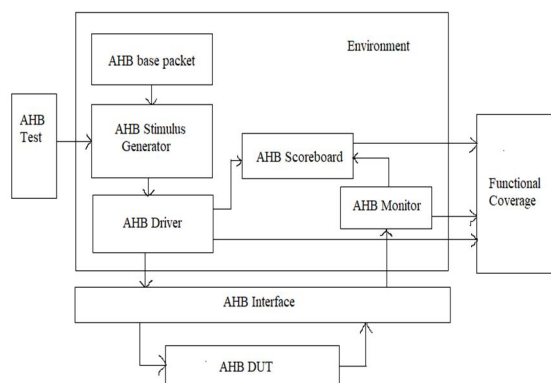 Environment
AHB base packet
AHB
Test
AHB Stimulus
Generator
AHB Scoreboard
Functional
Coverage
AHB Monitor
AHB Driver
AHB Interface
AHB DUT